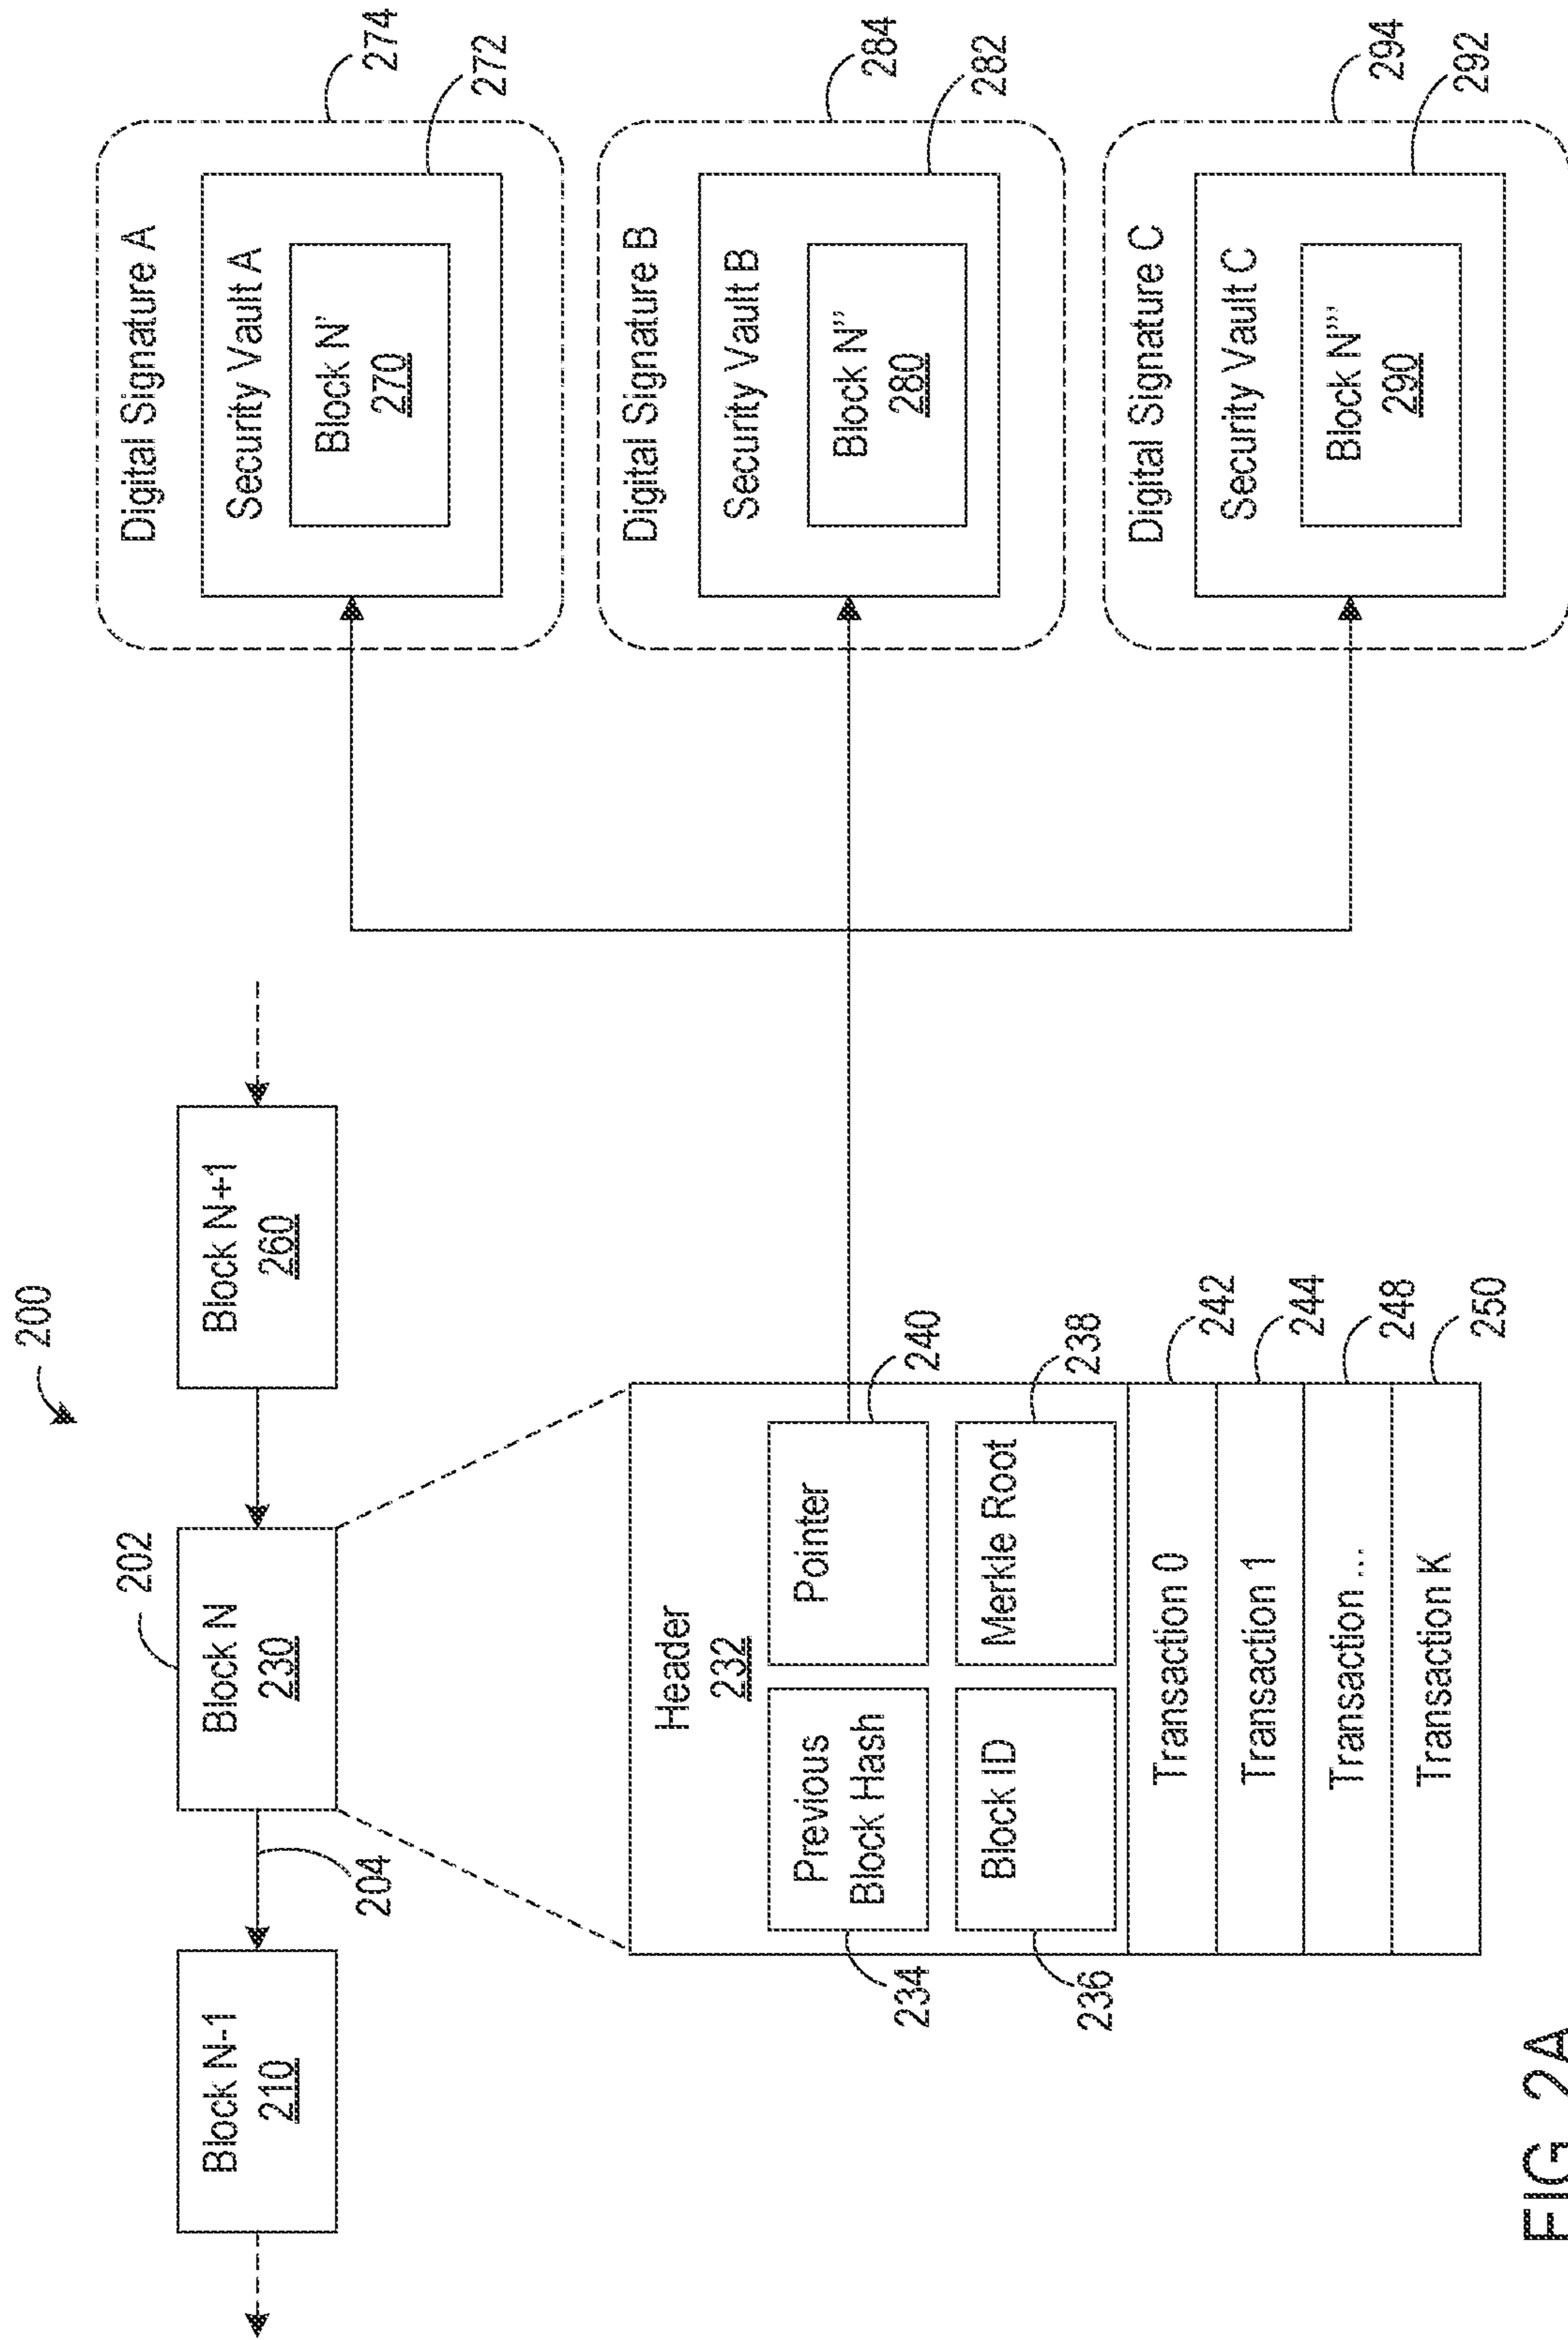 200
202
Block N-1
210
204
Block N
230
Block N+1
260
Header
232
Previous
Block Hash
234
Pointer
240
Block ID
236
Merkle Root
238
Transaction 0
242
Transaction 1
244
Transaction ...
248
Transaction K
250
Digital Signature A
274
Security Vault A
272
Block N'
270
Digital Signature B
284
Security Vault B
282
Block N''
280
Digital Signature C
294
Security Vault C
292
Block N'''
290
FIG. 2A